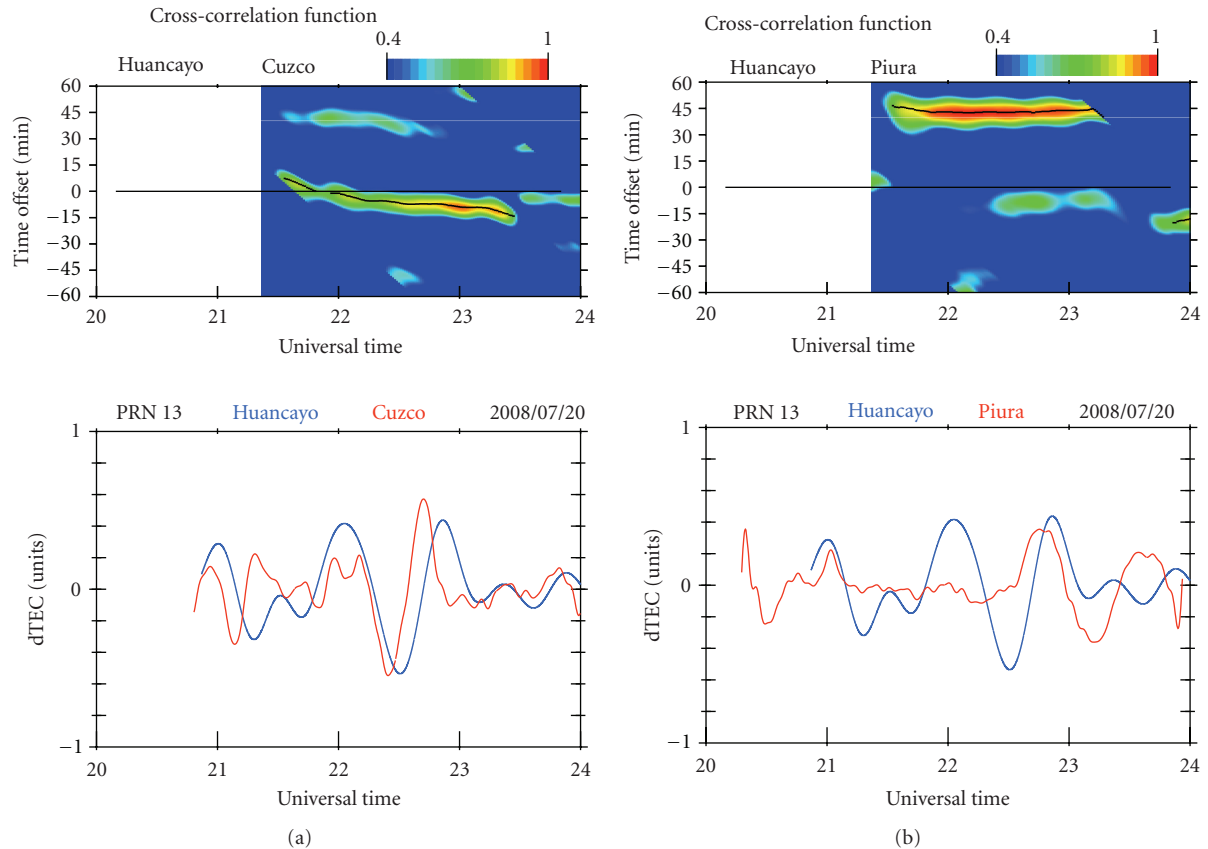 Cross-correlation function
0.4 1
Huancayo Cuzco
60
45
30
15
0
−15
−30
−45
−60
Time offset (min)
20 21 22 23 24
Universal time
PRN 13 Huancayo Cuzco 2008/07/20
1
0
−1
dTEC (units)
20 21 22 23 24
Universal time
(a)
Cross-correlation function
0.4 1
Huancayo Piura
60
45
30
15
0
−15
−30
−45
−60
Time offset (min)
20 21 22 23 24
Universal time
PRN 13 Huancayo Piura 2008/07/20
1
0
−1
dTEC (units)
20 21 22 23 24
Universal time
(b)